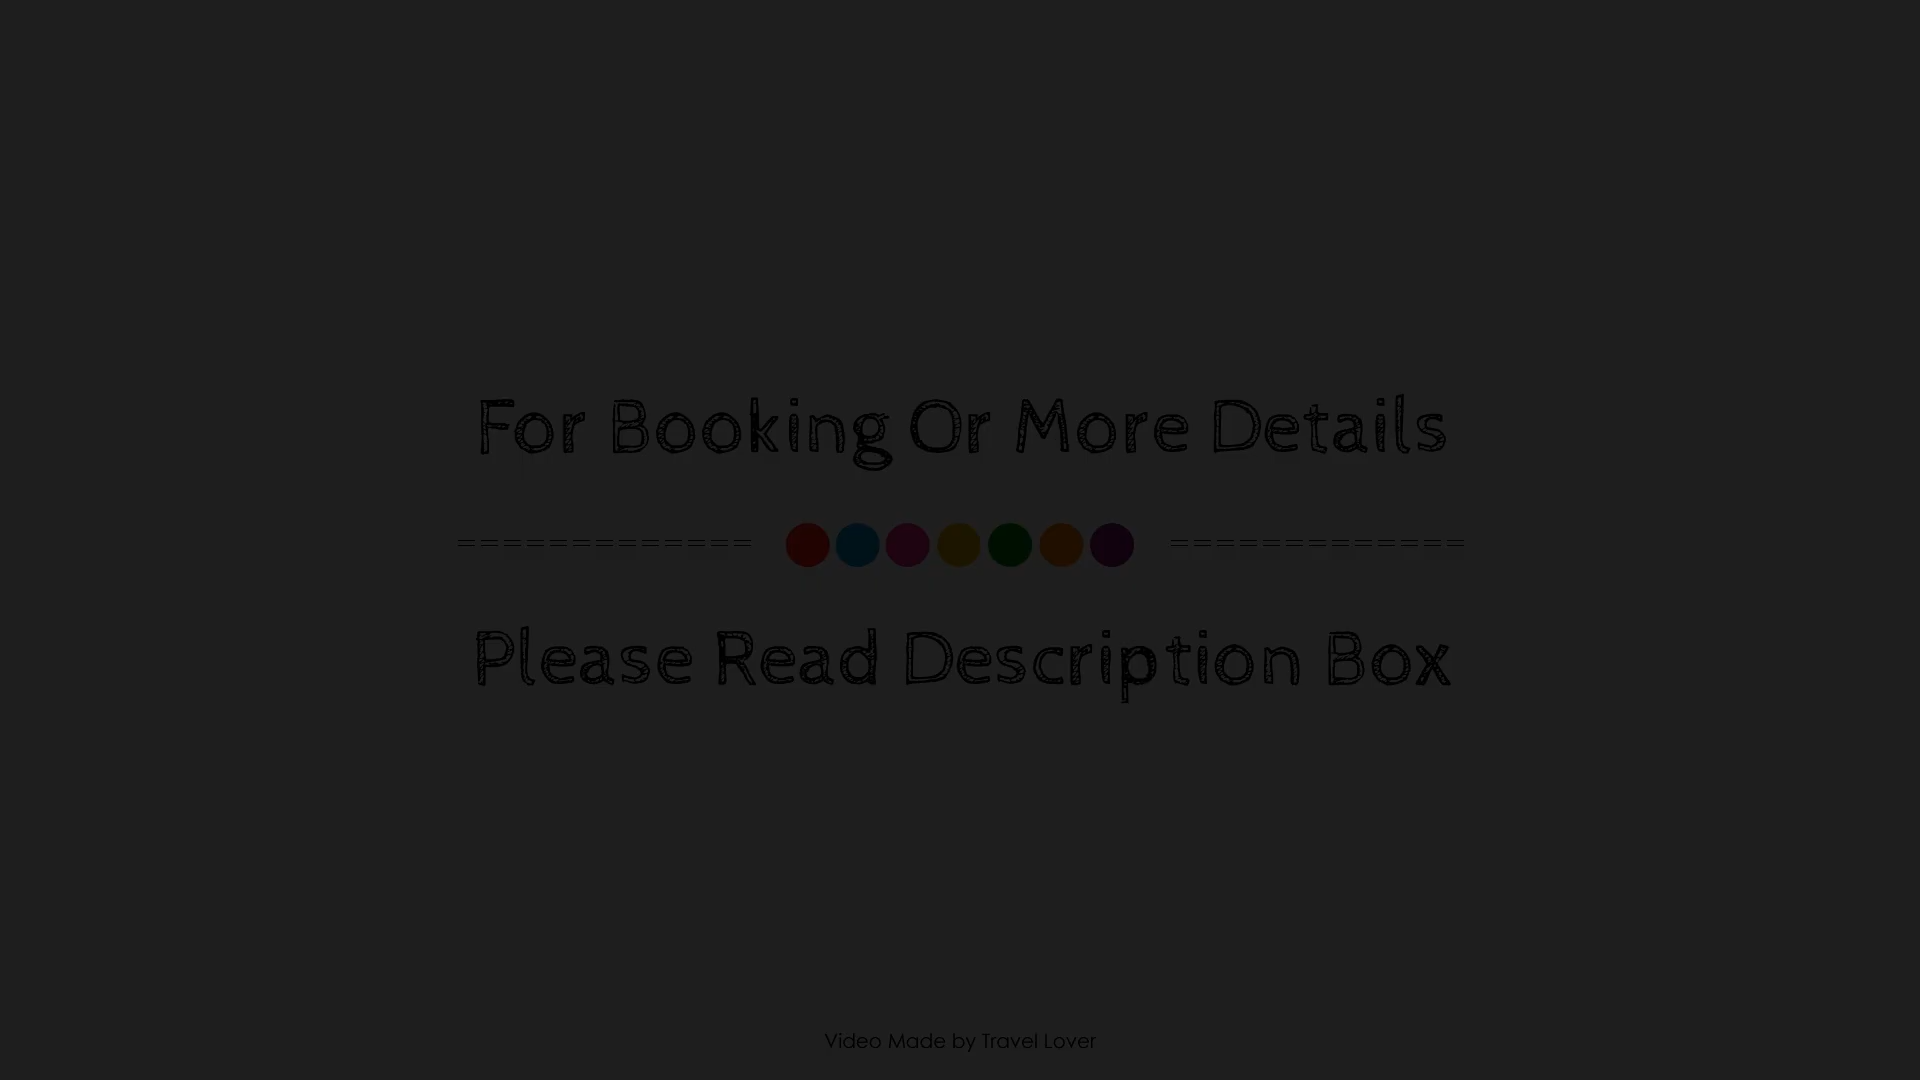 For Booking Or More Details
============= =============
Please Read Description Box
Video Made by Travel Lover